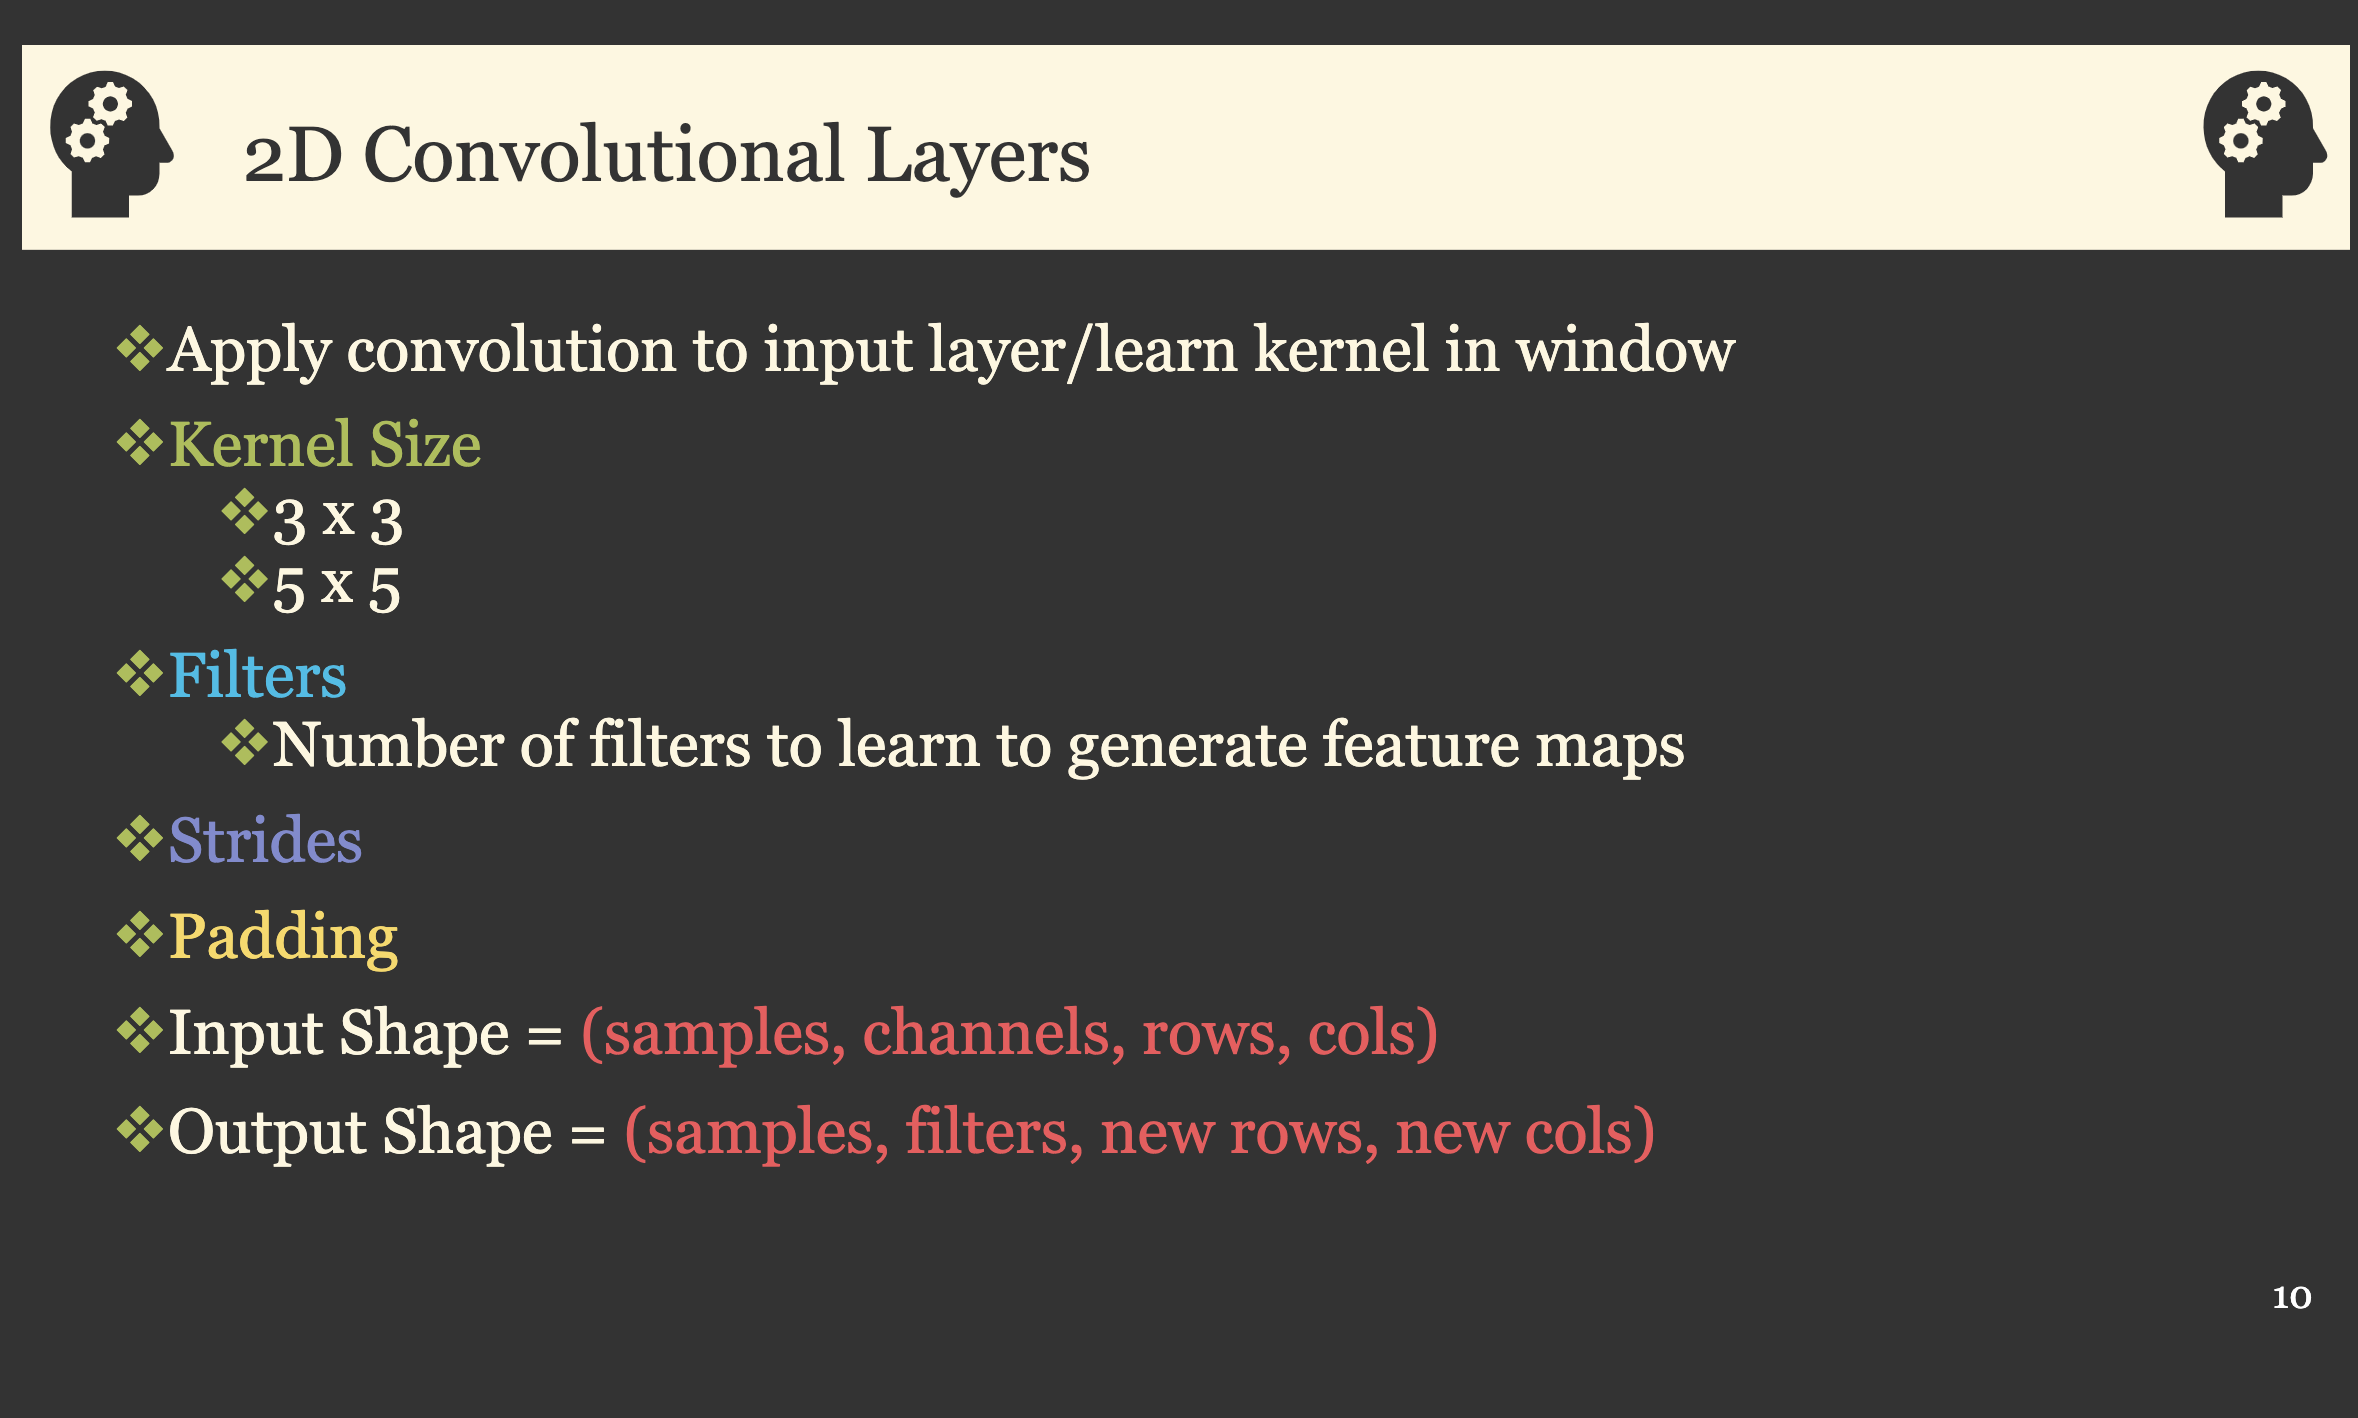 2D Convolutional Layers
❖Apply convolution to input layer/learn kernel in window
❖Kernel Size
❖3 x 3
❖5 x 5
❖Filters
❖Number of filters to learn to generate feature maps
❖Strides
❖Padding
❖Input Shape = (samples, channels, rows, cols)
❖Output Shape = (samples, filters, new rows, new cols)
10